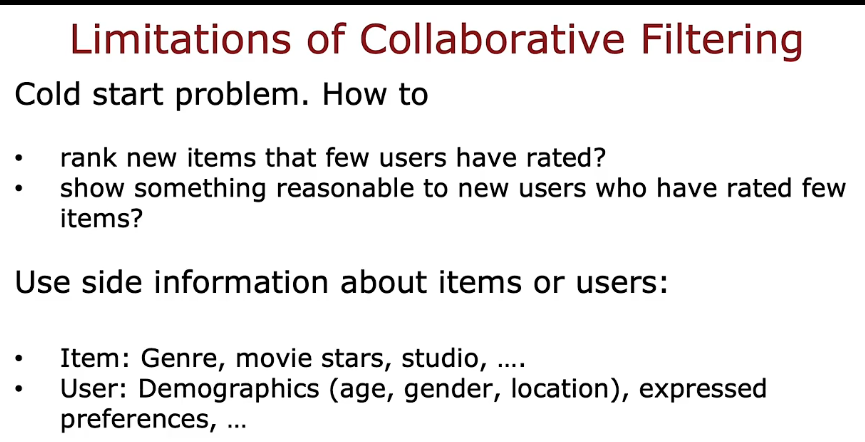 Limitations of Collaborative Filtering
Cold start problem. How to
• rank new items that few users have rated?
• show something reasonable to new users who have rated few
items?
Use side information about items or users:
• Item: Genre, movie stars, studio, ....
• User: Demographics (age, gender, location), expressed
preferences, ...